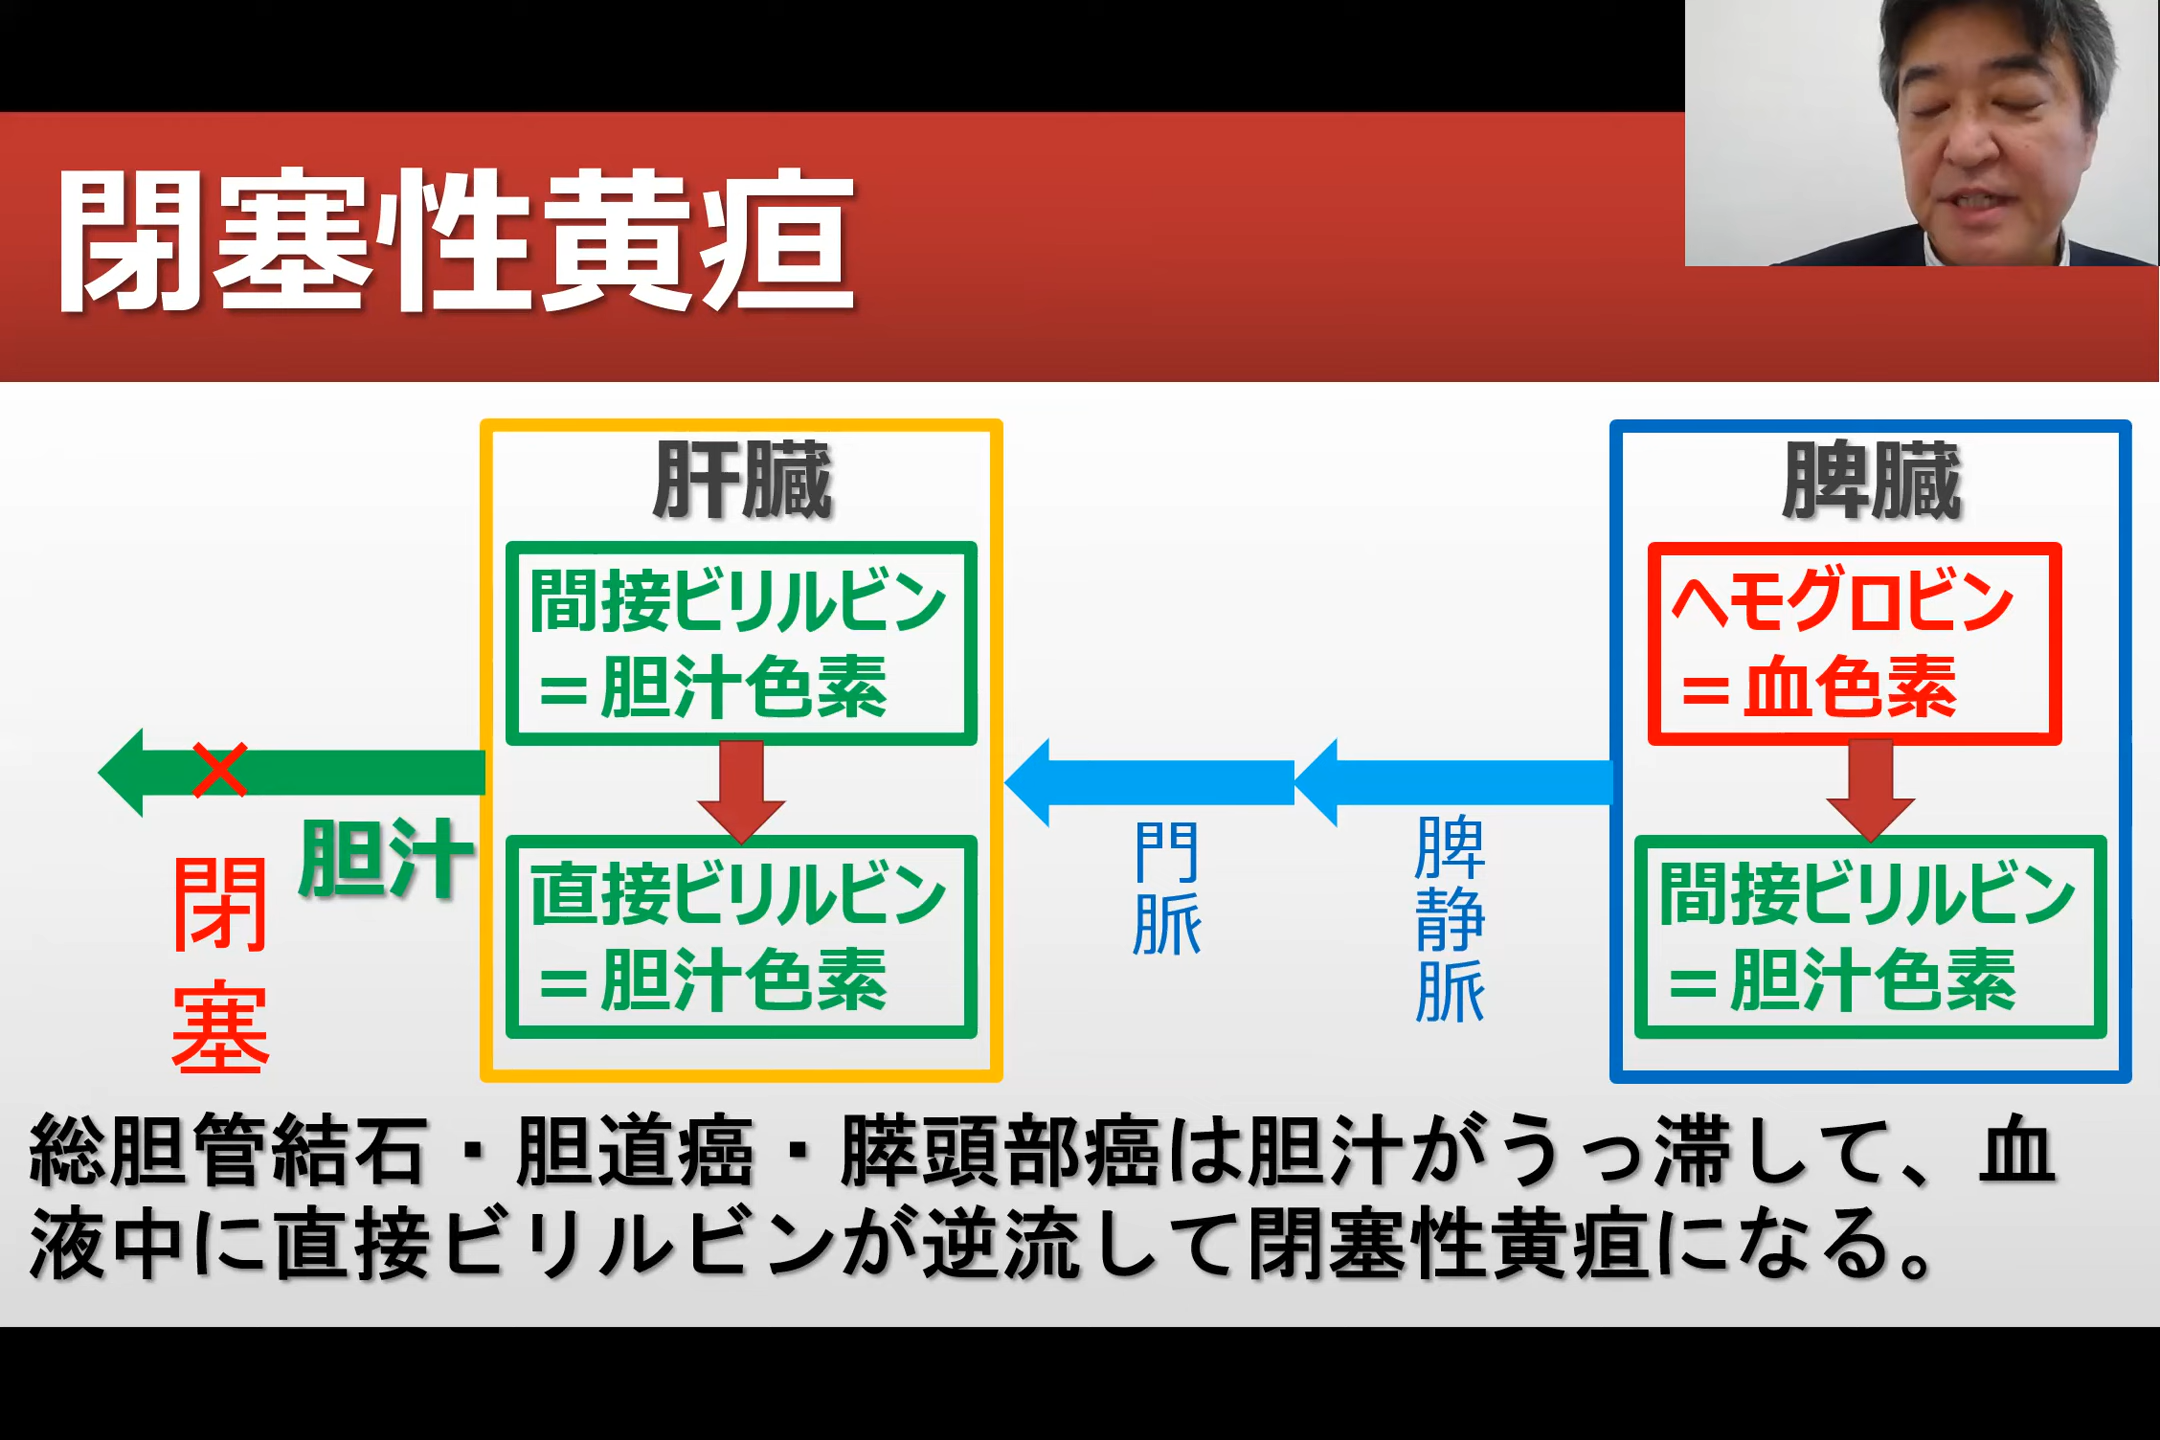 閉塞性黄疸
肝臓
間接ビリルビン
＝胆汁色素
直接ビリルビン
＝胆汁色素
脾臓
ヘモグロビン
＝血色素
間接ビリルビン
＝胆汁色素
×
胆汁
閉塞
門脈
脾静脈
総胆管結石・胆道癌・膵頭部癌は胆汁がうっ滞して、血
液中に直接ビリルビンが逆流して閉塞性黄疸になる。